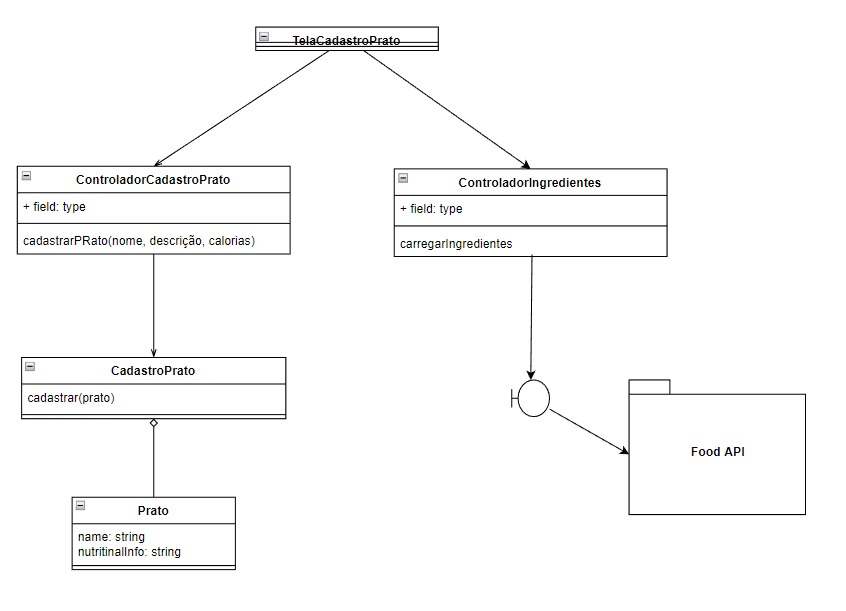 TelaCadastroPrato
ControladorCadastroPrato
+ field: type
cadastrarPRato(nome, descrição, calorias)
ControladorIngredientes
+ field: type
carregarIngredientes
CadastroPrato
cadastrar(prato)
Food API
Prato
name: string
nutritinalInfo: string